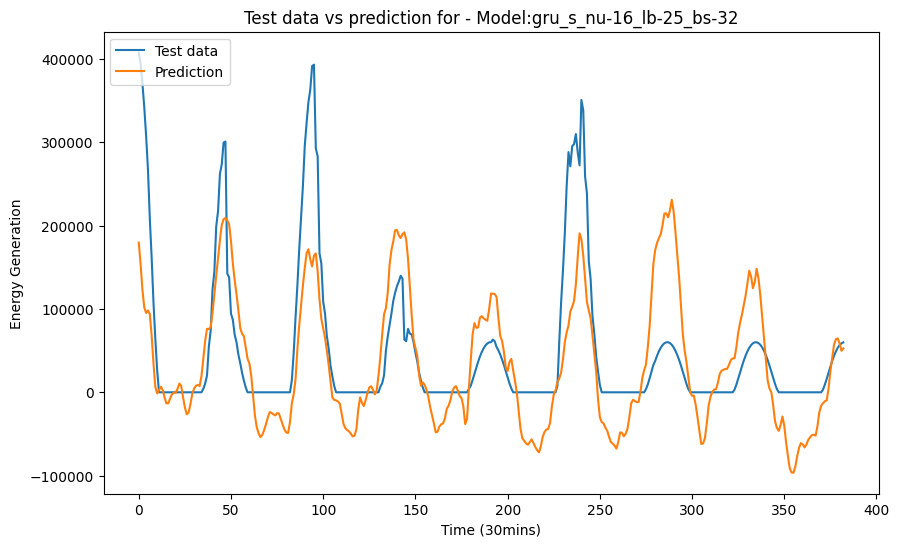 Test data vs prediction for - Model:gru_s_nu-16_lb-25_bs-32
Test data
Prediction
400000
300000
200000
100000
0
−100000
Energy Generation
0 50 100 150 200 250 300 350 400
Time (30mins)